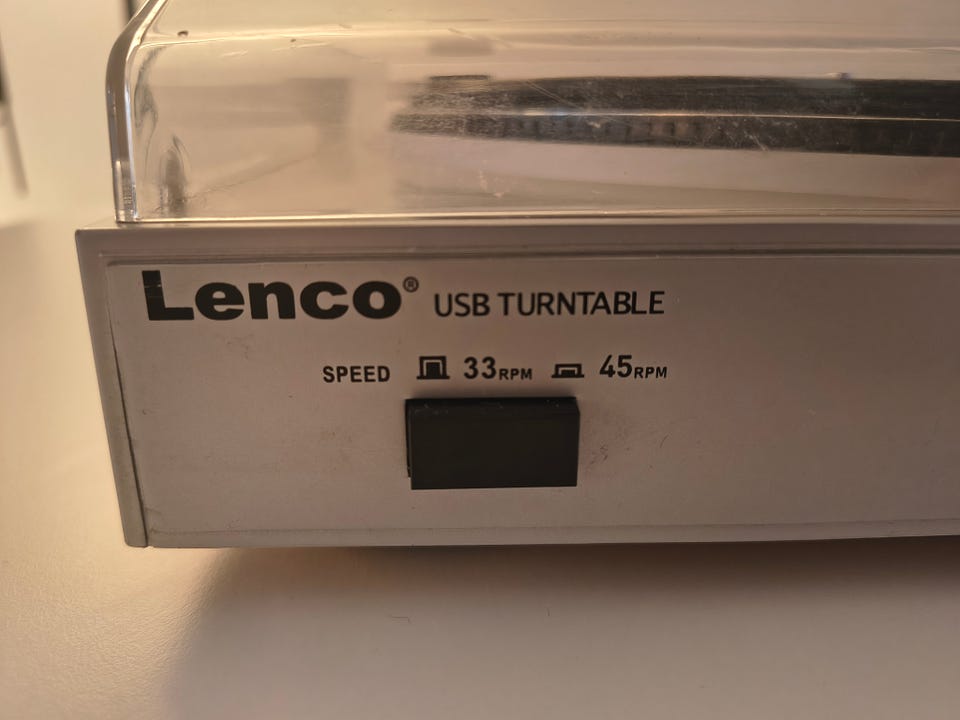 Lenco® USB TURNTABLE
SPEED 33RPM 45RPM